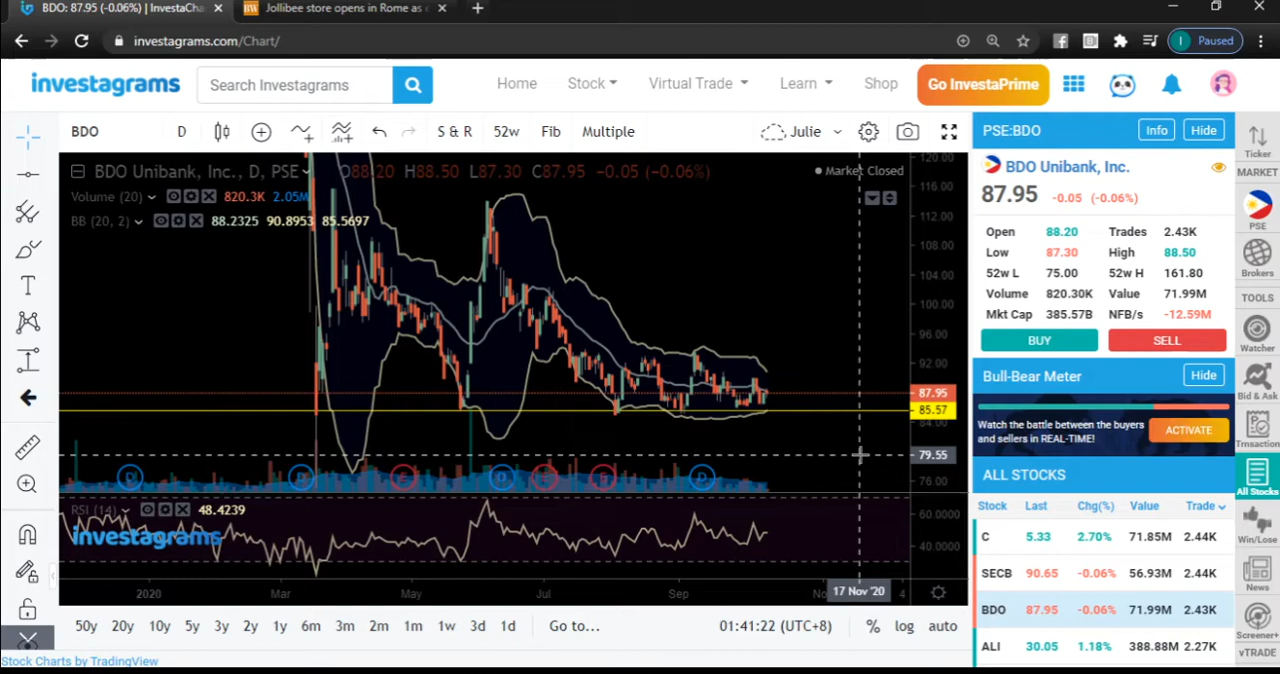 BDO: 87.95 (-0.06%) | InvestaCha
Jollibee store opens in Rome as
investagrams.com/Chart/
Paused
investagrams
Search Investagrams
Home
Stock
Virtual Trade
Learn
Shop
Go InvestaPrime
BDO
D
S & R
52w
Fib
Multiple
Julie
BDO Unibank, Inc., D, PSE
O88.20 H88.50 L87.30 C87.95 -0.05 (-0.06%)
Market Closed
Volume (20)
820.3K 2.05M
BB (20, 2)
88.2325 90.8953 85.5697
120.00
116.00
112.00
108.00
104.00
100.00
96.00
92.00
87.95
85.57
84.00
79.55
76.00
RSI (14)
48.4239
investagrams
60.0000
40.0000
2020
Mar
May
Jul
Sep
17 Nov '20
50y 20y 10y 5y 3y 2y 1y 6m 3m 2m 1m 1w 3d 1d
Go to...
01:41:22 (UTC+8)
% log auto
Stock Charts by TradingView
PSE:BDO
Info
Hide
BDO Unibank, Inc.
87.95 -0.05 (-0.06%)
Open 88.20 Trades 2.43K
Low 87.30 High 88.50
52w L 75.00 52w H 161.80
Volume 820.30K Value 71.99M
Mkt Cap 385.57B NFB/s -12.59M
BUY
SELL
Bull-Bear Meter
Hide
Watch the battle between the buyers
and sellers in REAL-TIME!
ACTIVATE
ALL STOCKS
Stock Last Chg(%) Value Trade
C 5.33 2.70% 71.85M 2.44K
SECB 90.65 -0.06% 56.93M 2.44K
BDO 87.95 -0.06% 71.99M 2.43K
ALI 30.05 1.18% 388.88M 2.27K
Ticker
MARKET
PSE
Brokers
TOOLS
Watcher
Bid & Ask
All Stocks
Win/Lose
News
Screener+
vTRADE